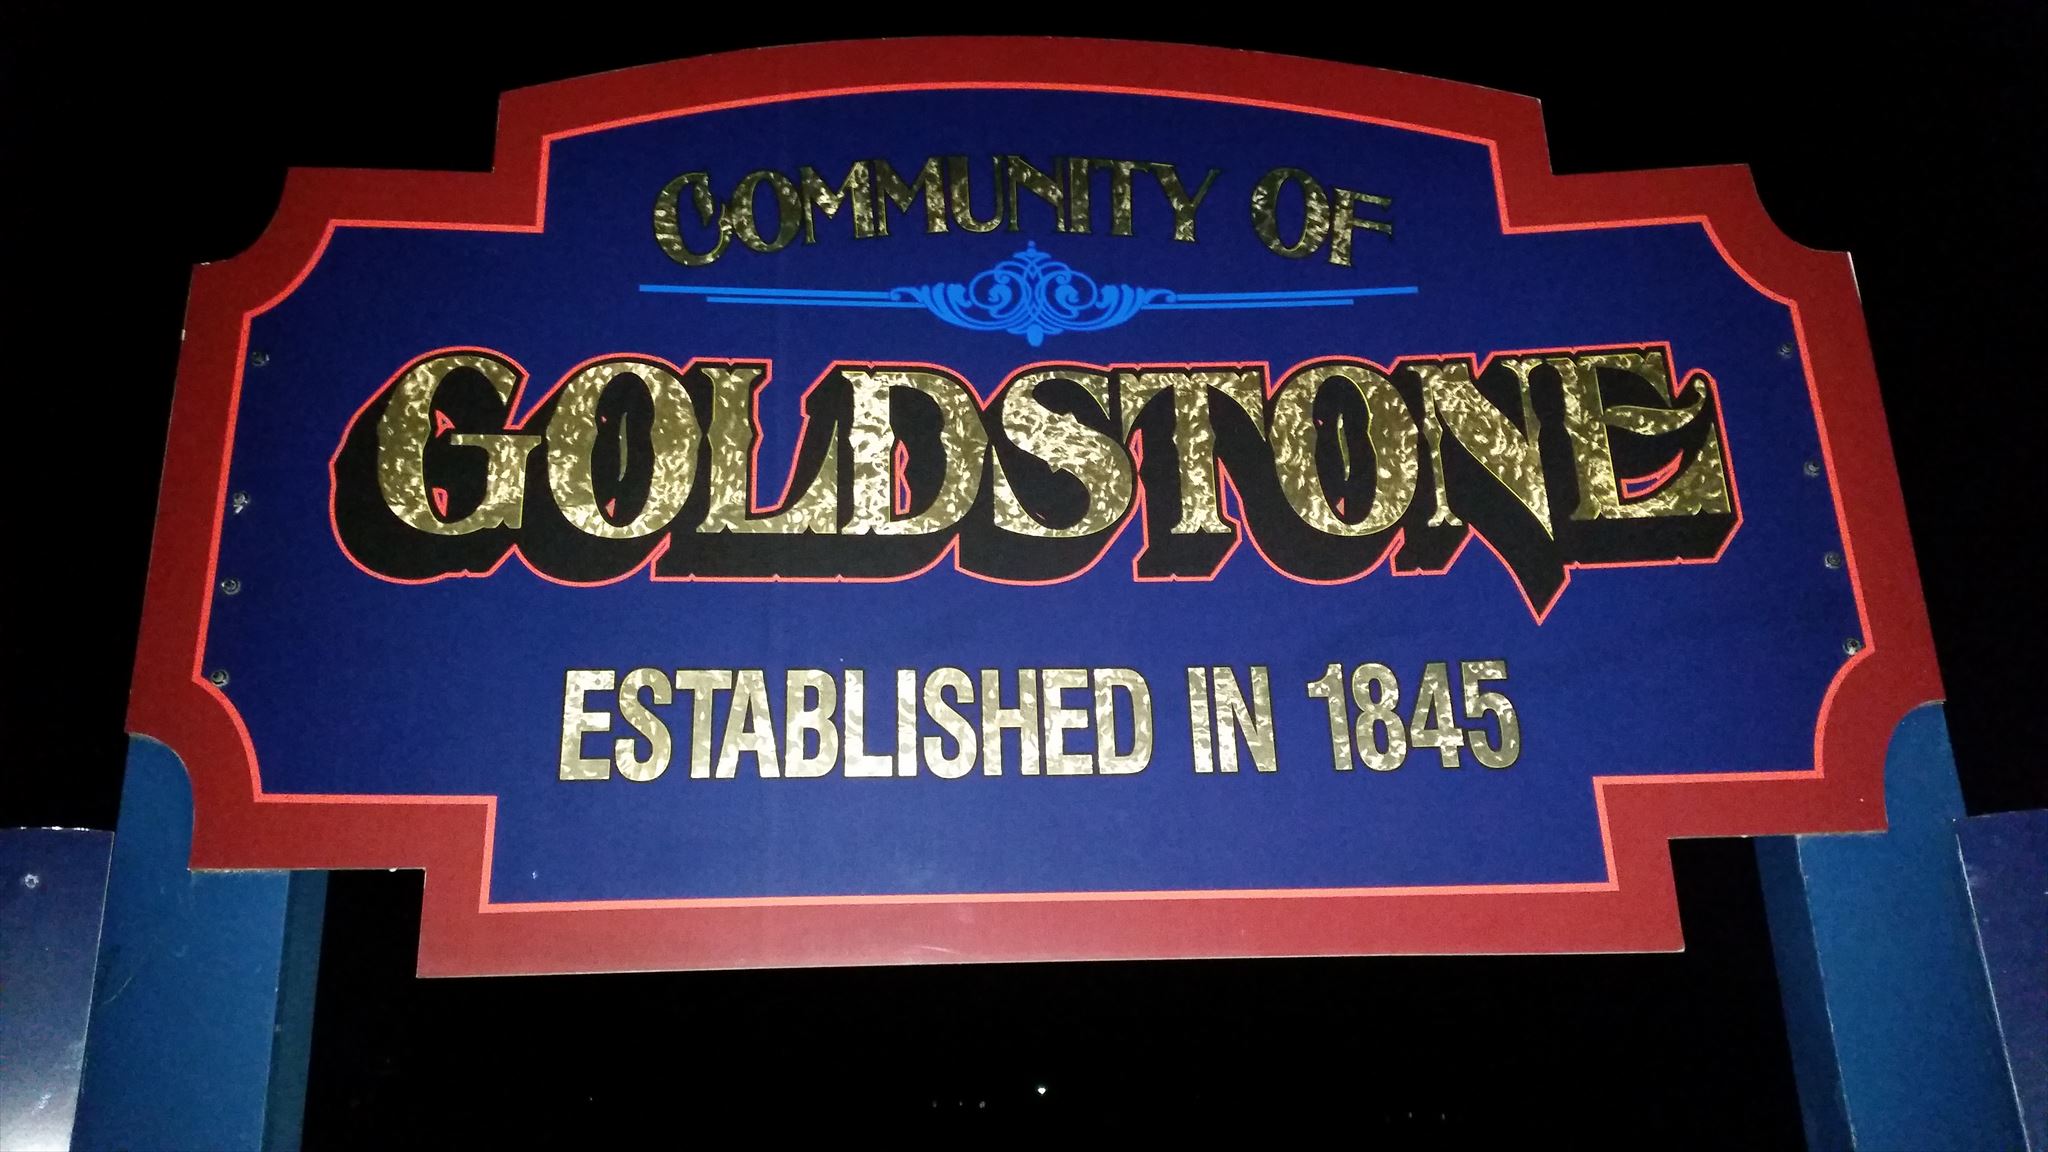 COMMUNITY OF
GOLDSTONE
ESTABLISHED IN 1845